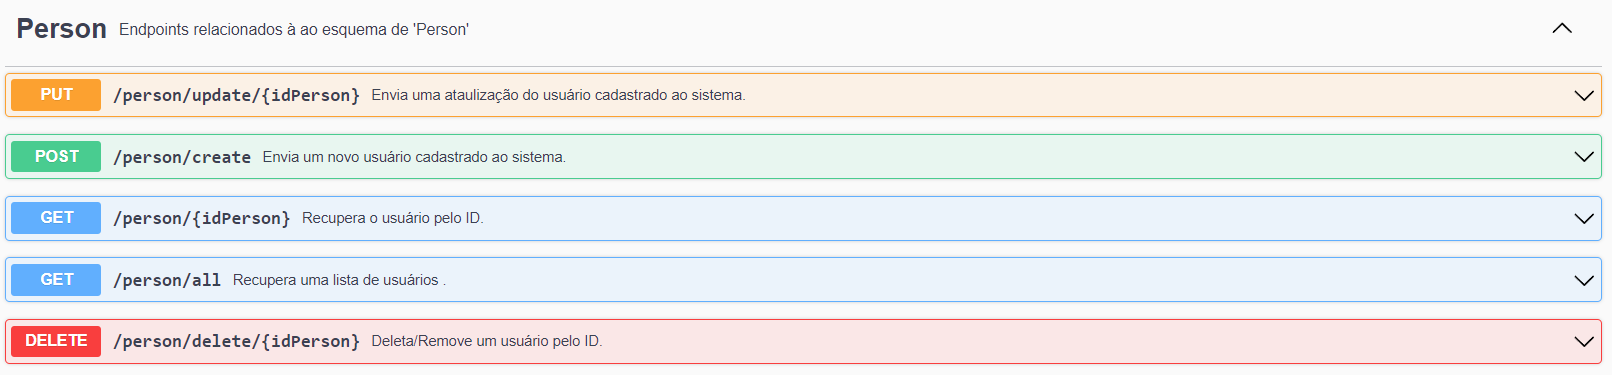 Person Endpoints relacionados à ao esquema de 'Person'
PUT /person/update/{idPerson} Envia uma ataulização do usuário cadastrado ao sistema.
POST /person/create Envia um novo usuário cadastrado ao sistema.
GET /person/{idPerson} Recupera o usuário pelo ID.
GET /person/all Recupera uma lista de usuários .
DELETE /person/delete/{idPerson} Deleta/Remove um usuário pelo ID.